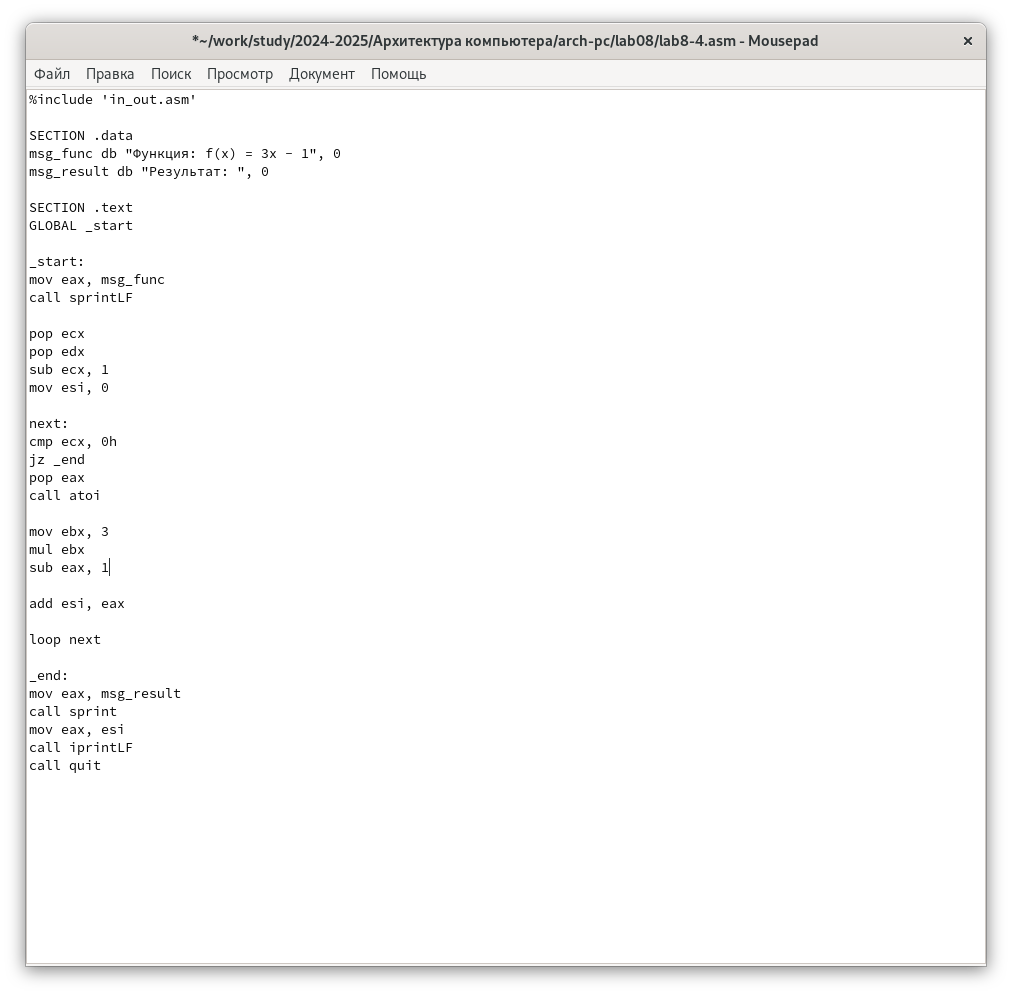 *~/work/study/2024-2025/Архитектура компьютера/arch-pc/lab08/lab8-4.asm - Mousepad
×
Файл Правка Поиск Просмотр Документ Помощь
%include 'in_out.asm'
SECTION .data
msg_func db "Функция: f(x) = 3x - 1", 0
msg_result db "Результат: ", 0
SECTION .text
GLOBAL _start
_start:
mov eax, msg_func
call sprintLF
pop ecx
pop edx
sub ecx, 1
mov esi, 0
next:
cmp ecx, 0h
jz _end
pop eax
call atoi
mov ebx, 3
mul ebx
sub eax, 1
add esi, eax
loop next
_end:
mov eax, msg_result
call sprint
mov eax, esi
call iprintLF
call quit